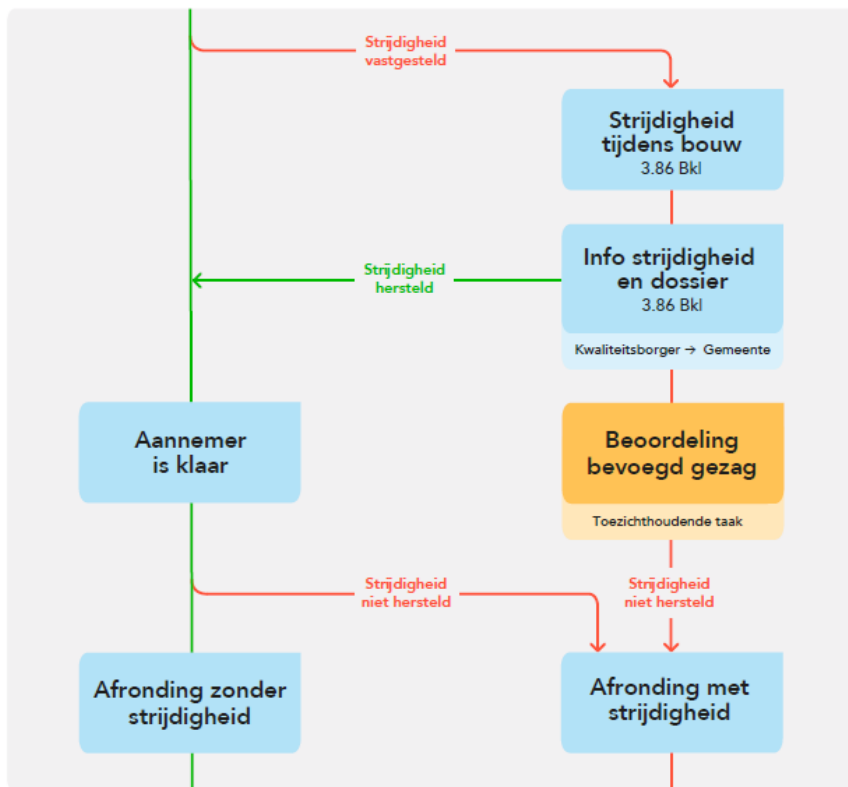 Strijdigheid
vastgesteld
Strijdigheid
tijdens bouw
3.86 Bkl
Info strijdigheid
en dossier
3.86 Bkl
Kwaliteitsborger → Gemeente
Strijdigheid
hersteld
Aannemer
is klaar
Beoordeling
bevoegd gezag
Toezichthoudende taak
Strijdigheid
niet hersteld
Strijdigheid
niet hersteld
Afronding zonder
strijdigheid
Afronding met
strijdigheid